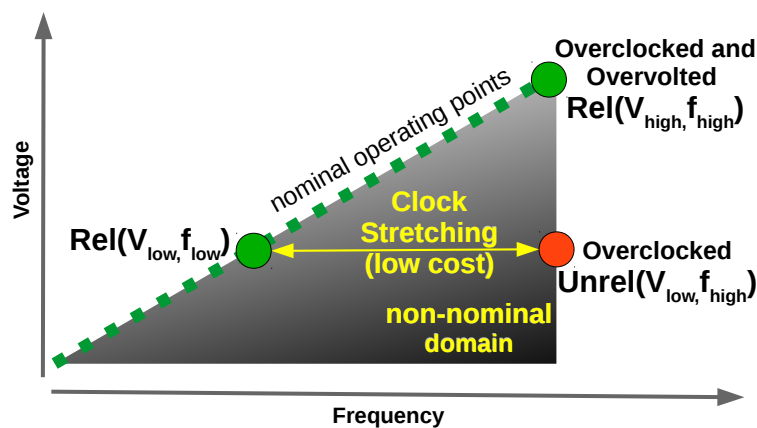 Overclocked and
Overvolted
Rel(Vhigh,fhigh)
nominal operating points
Voltage
Clock
Stretching
(low cost)
Rel(Vlow,flow)
Overclocked
Unrel(Vlow,fhigh)
non-nominal
domain
Frequency